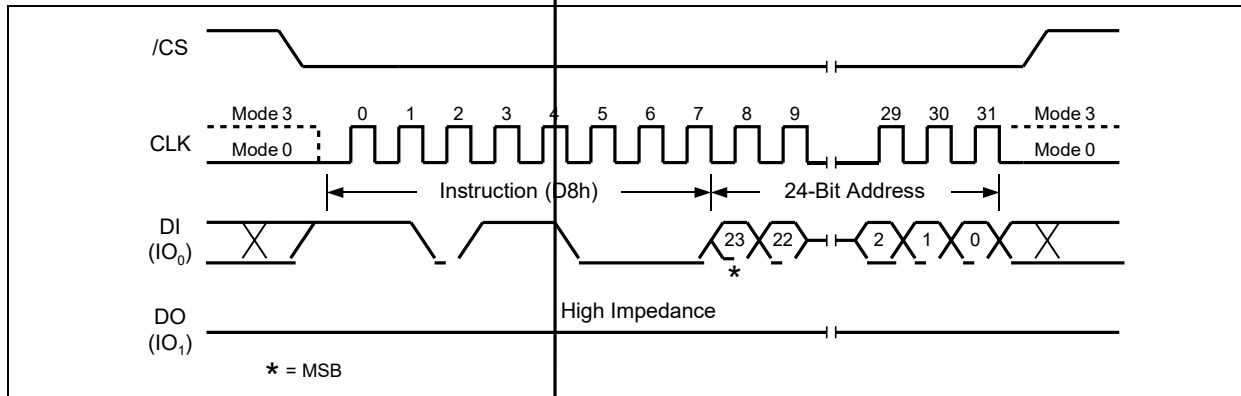 /CS
Mode 3 0 1 2 3 4 5 6 7 8 9 29 30 31 Mode 3
CLK
Mode 0 Mode 0
Instruction (D8h) 24-Bit Address
DI
(IO0)
23 22 2 1 0
*
High Impedance
DO
(IO1)
* = MSB